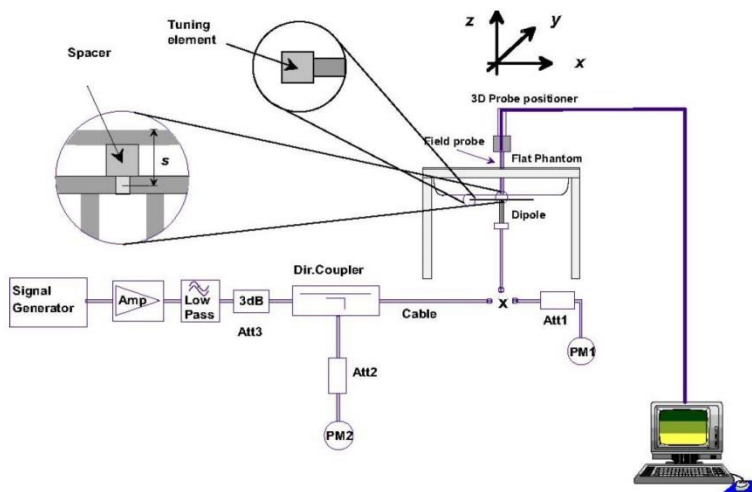 Tuning
element
Spacer
s
z
y
x
3D Probe positioner
Field probe
Flat Phantom
Dipole
Signal
Generator
Amp
Low
Pass
3dB
Att3
Dir.Coupler
Cable
x
Att1
PM1
Att2
PM2